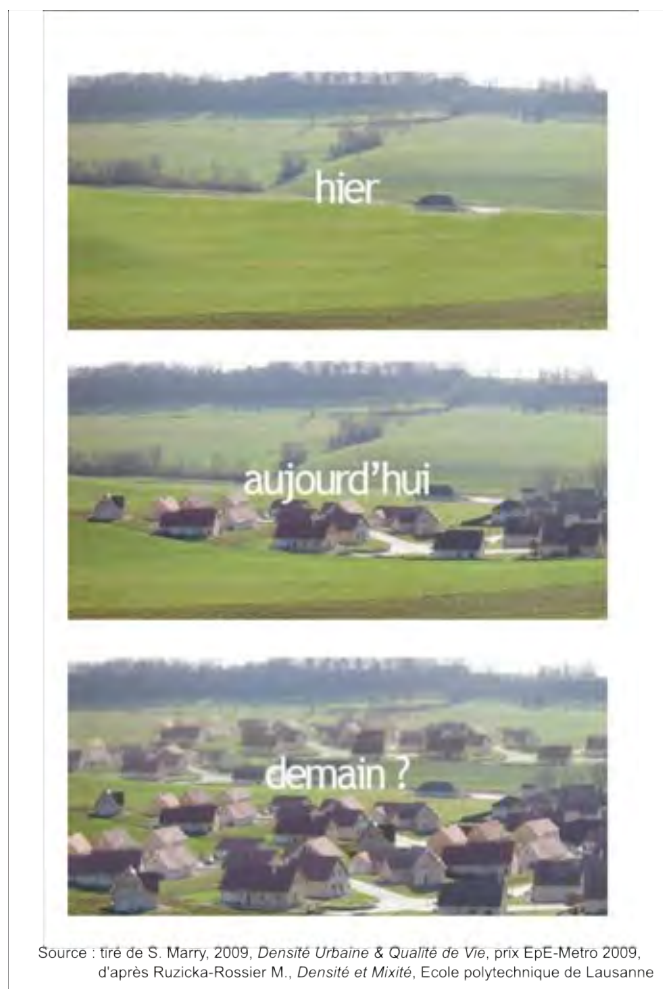 hier
aujourd'hui
demain ?
Source : tiré de S. Marry, 2009, Densité Urbaine & Qualité de Vie, prix EpE-Metro 2009,
d'après Ruzicka-Rossier M., Densité et Mixité, Ecole polytechnique de Lausanne